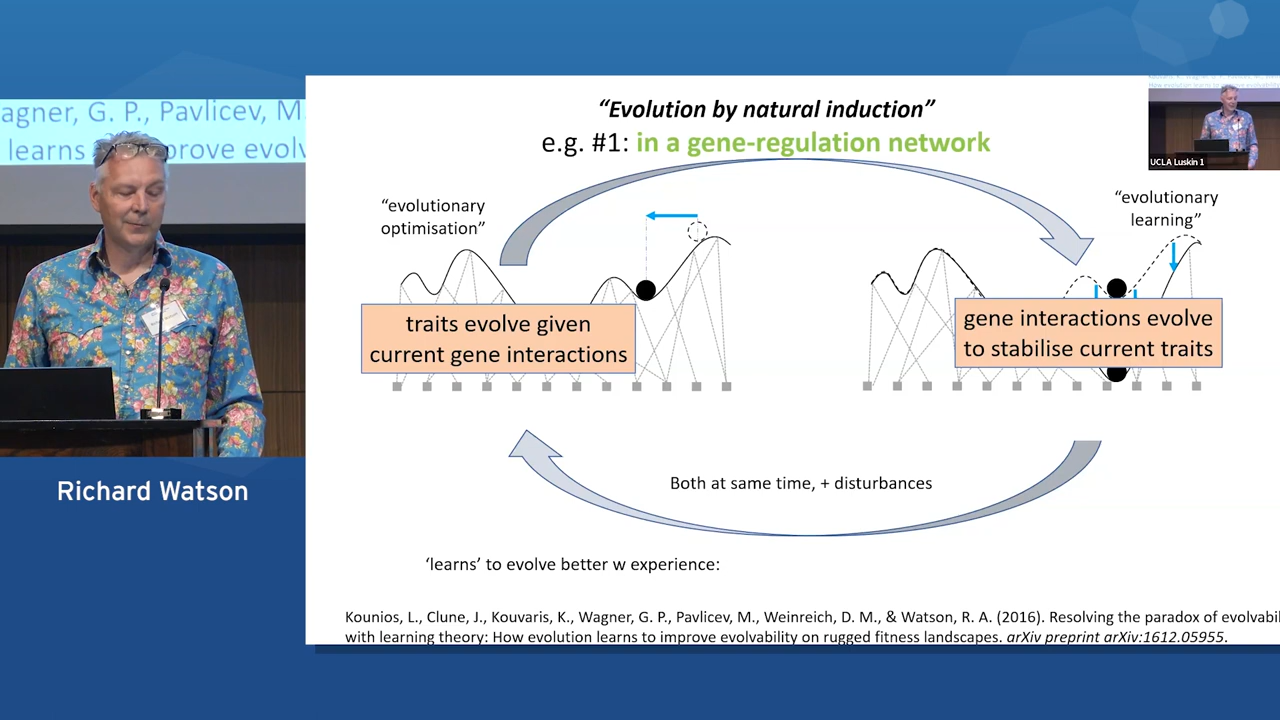 agner, G. P., Pavlicev, M.
learns
prove evolv
Richard Watson
“Evolution by natural induction”
e.g. #1: in a gene-regulation network
UCLA Luskin 1
“evolutionary
optimisation”
“evolutionary
learning”
traits evolve given
current gene interactions
gene interactions evolve
to stabilise current traits
Both at same time, + disturbances
‘learns’ to evolve better w experience:
Kounios, L., Clune, J., Kouvaris, K., Wagner, G. P., Pavlicev, M., Weinreich, D. M., & Watson, R. A. (2016). Resolving the paradox of evolvabi
with learning theory: How evolution learns to improve evolvability on rugged fitness landscapes. arXiv preprint arXiv:1612.05955.